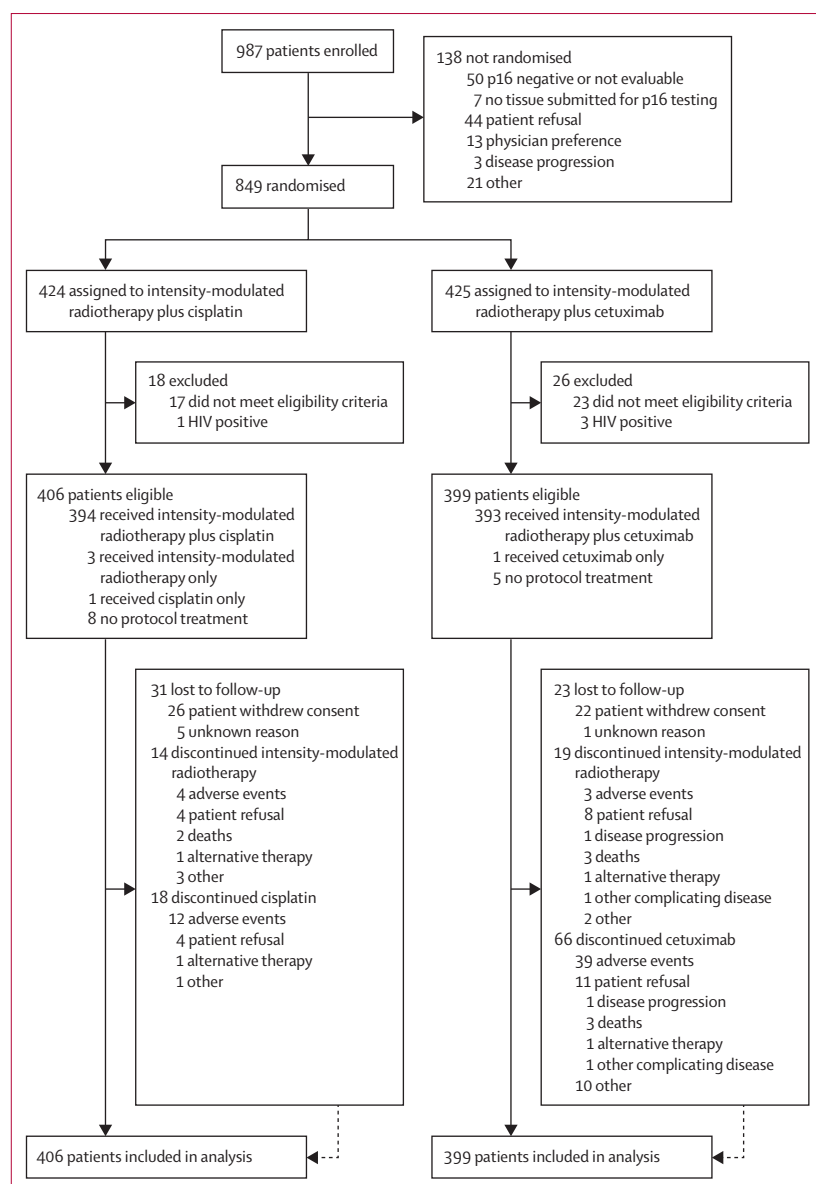 987 patients enrolled
138 not randomised
50 p16 negative or not evaluable
7 no tissue submitted for p16 testing
44 patient refusal
13 physician preference
3 disease progression
21 other
849 randomised
424 assigned to intensity-modulated
radiotherapy plus cisplatin
425 assigned to intensity-modulated
radiotherapy plus cetuximab
18 excluded
17 did not meet eligibility criteria
1 HIV positive
26 excluded
23 did not meet eligibility criteria
3 HIV positive
406 patients eligible
394 received intensity-modulated
radiotherapy plus cisplatin
3 received intensity-modulated
radiotherapy only
1 received cisplatin only
8 no protocol treatment
399 patients eligible
393 received intensity-modulated
radiotherapy plus cetuximab
1 received cetuximab only
5 no protocol treatment
31 lost to follow-up
26 patient withdrew consent
5 unknown reason
14 discontinued intensity-modulated
radiotherapy
4 adverse events
4 patient refusal
2 deaths
1 alternative therapy
3 other
18 discontinued cisplatin
12 adverse events
4 patient refusal
1 alternative therapy
1 other
23 lost to follow-up
22 patient withdrew consent
1 unknown reason
19 discontinued intensity-modulated
radiotherapy
3 adverse events
8 patient refusal
1 disease progression
3 deaths
1 alternative therapy
1 other complicating disease
2 other
66 discontinued cetuximab
39 adverse events
11 patient refusal
1 disease progression
3 deaths
1 alternative therapy
1 other complicating disease
10 other
406 patients included in analysis
399 patients included in analysis